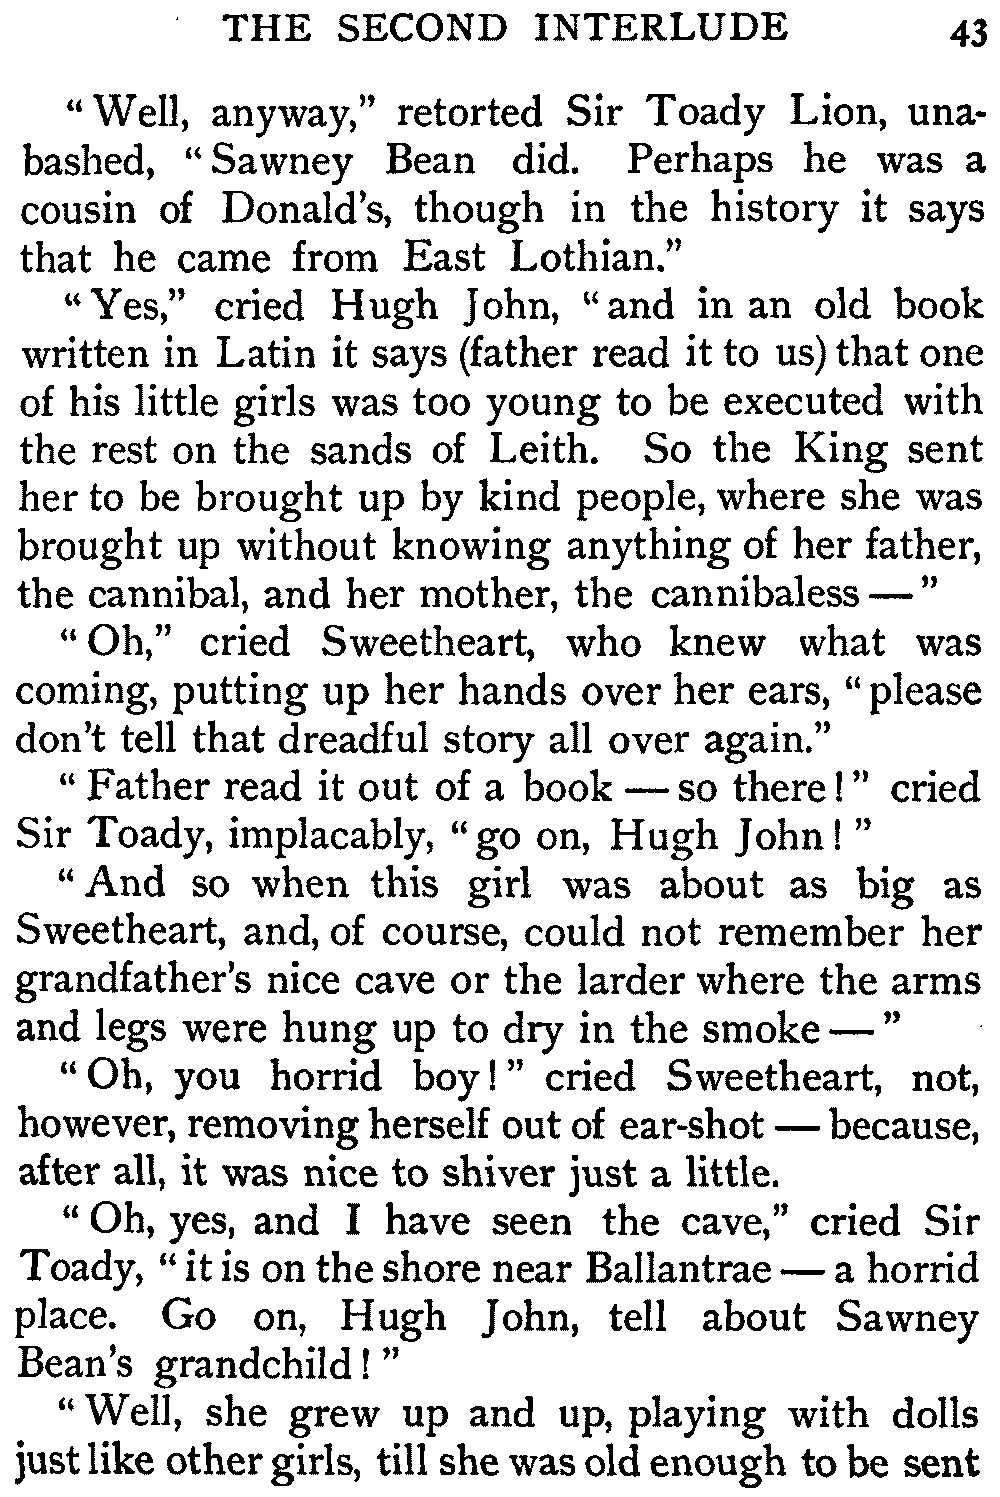 THE SECOND INTERLUDE 43
“Well, anyway,” retorted Sir Toady Lion, una-
bashed, “Sawney Bean did. Perhaps he was a
cousin of Donald's, though in the history it says
that he came from East Lothian.”
“Yes,” cried Hugh John, “and in an old book
written in Latin it says (father read it to us) that one
of his little girls was too young to be executed with
the rest on the sands of Leith. So the King sent
her to be brought up by kind people, where she was
brought up without knowing anything of her father,
the cannibal, and her mother, the cannibaless — ”
“Oh,” cried Sweetheart, who knew what was
coming, putting up her hands over her ears, “please
don't tell that dreadful story all over again.”
“Father read it out of a book — so there!” cried
Sir Toady, implacably, “go on, Hugh John!”
“And so when this girl was about as big as
Sweetheart, and, of course, could not remember her
grandfather's nice cave or the larder where the arms
and legs were hung up to dry in the smoke — ”
“Oh, you horrid boy!” cried Sweetheart, not,
however, removing herself out of ear-shot — because,
after all, it was nice to shiver just a little.
“Oh, yes, and I have seen the cave,” cried Sir
Toady, “it is on the shore near Ballantrae — a horrid
place. Go on, Hugh John, tell about Sawney
Bean's grandchild!”
“Well, she grew up and up, playing with dolls
just like other girls, till she was old enough to be sent